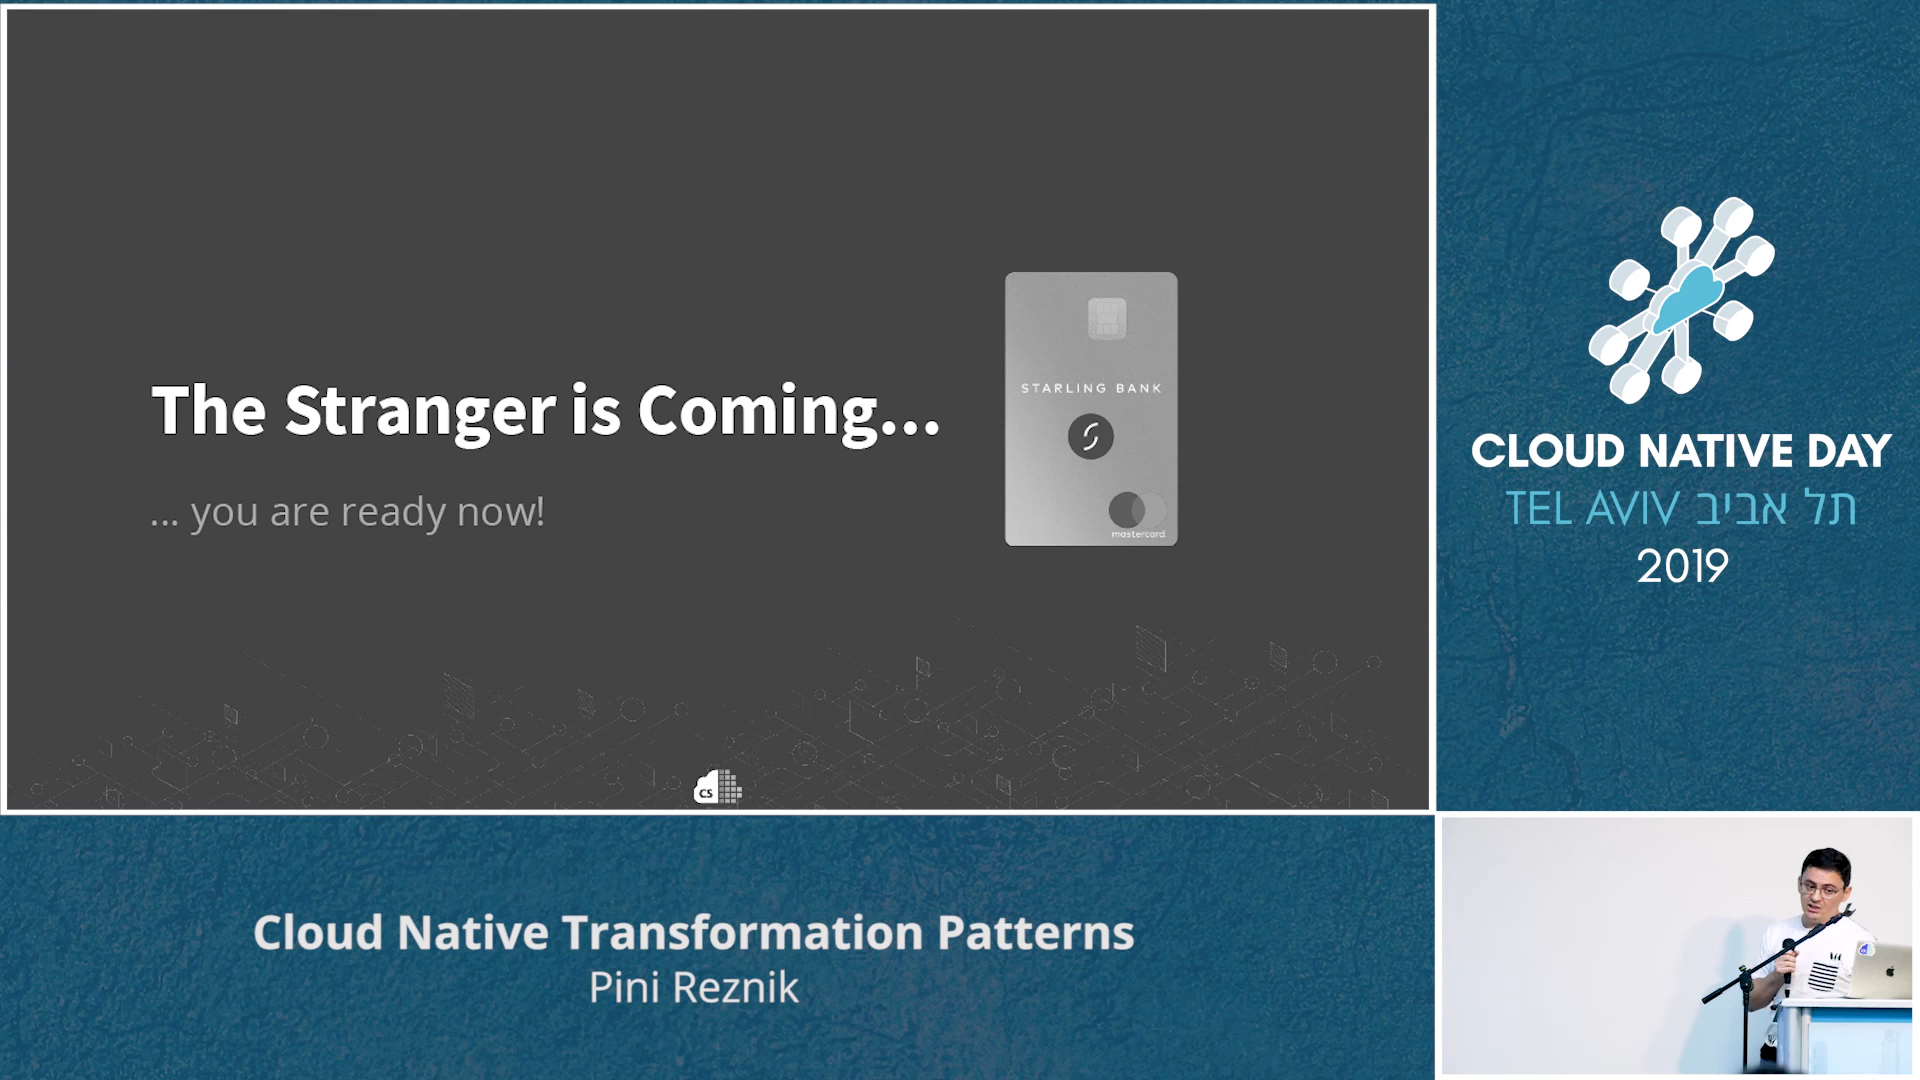 The Stranger is Coming...
... you are ready now!
STARLING BANK
mastercard.
CS
CLOUD NATIVE DAY
TEL AVIV תל אביב
2019
Cloud Native Transformation Patterns
Pini Reznik